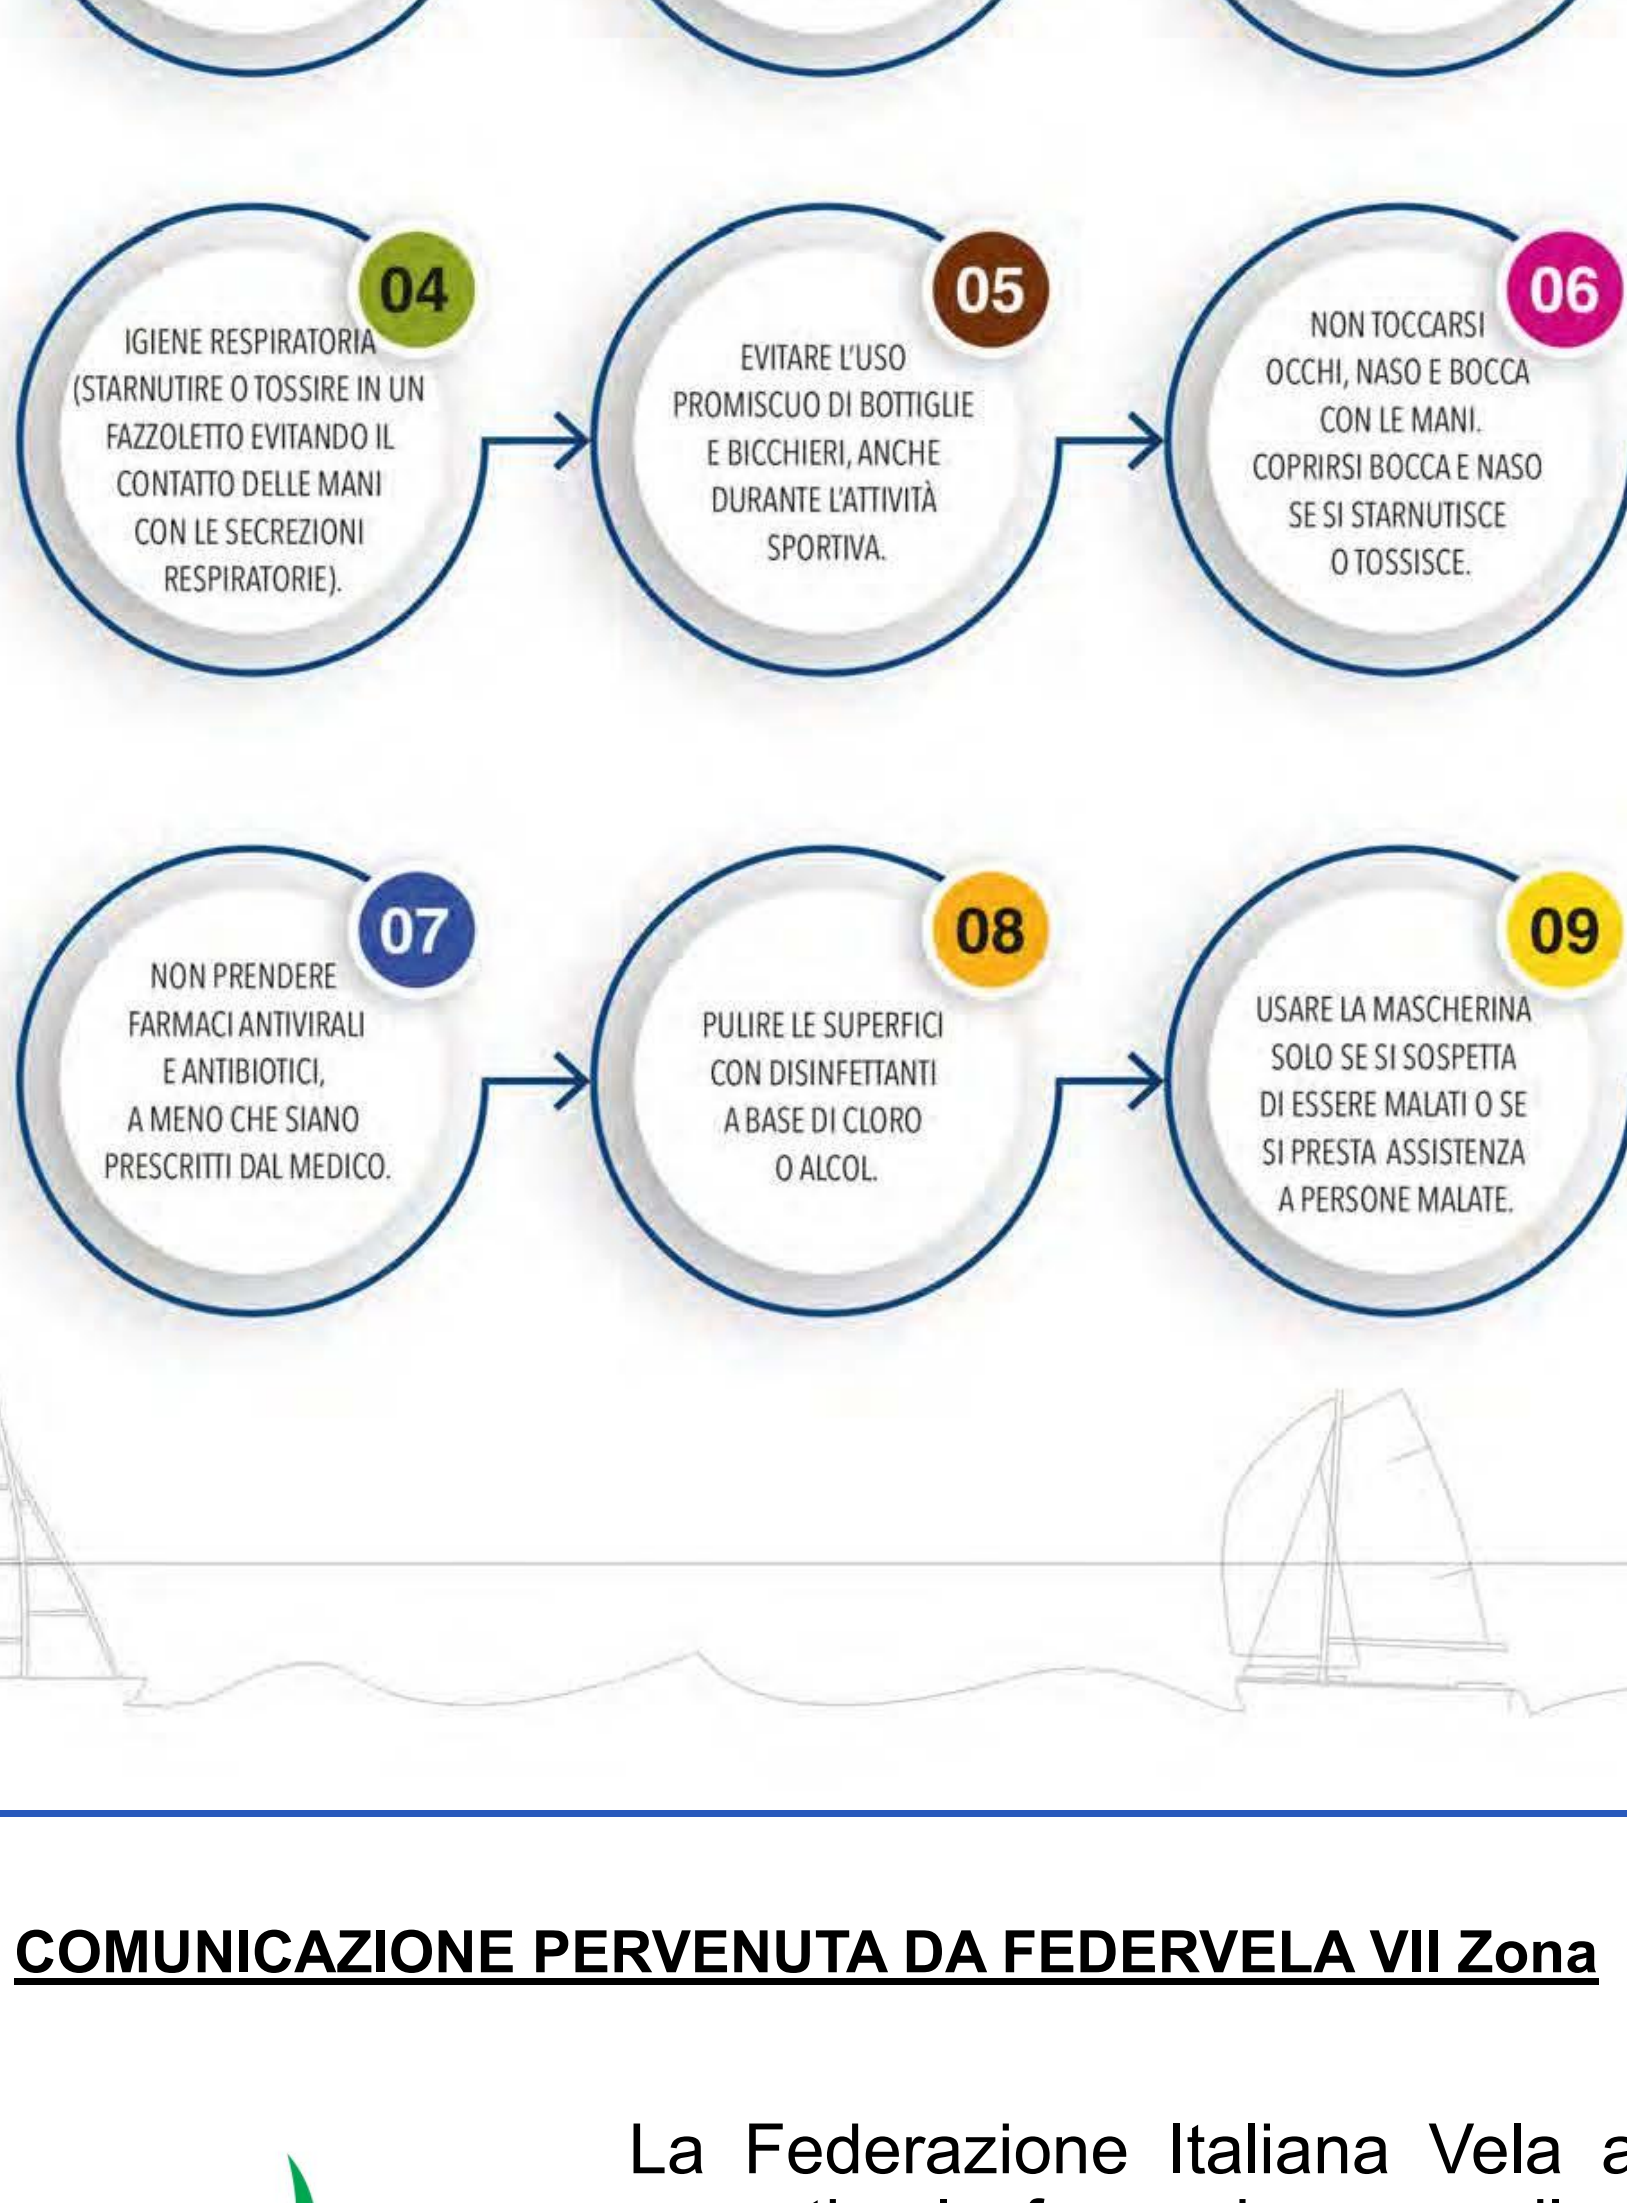 04
IGIENE RESPIRATORIA
(STARNUTIRE O TOSSIRE IN UN
FAZZOLETTO EVITANDO IL
CONTATTO DELLE MANI
CON LE SECREZIONI
RESPIRATORIE).
05
EVITARE L'USO
PROMISCUO DI BOTTIGLIE
E BICCHIERI, ANCHE
DURANTE L'ATTIVITÀ
SPORTIVA.
06
NON TOCCARSI
OCCHI, NASO E BOCCA
CON LE MANI.
COPRIRSI BOCCA E NASO
SE SI STARNUTISCE
O TOSSISCE.
07
NON PRENDERE
FARMACI ANTIVIRALI
E ANTIBIOTICI,
A MENO CHE SIANO
PRESCRITTI DAL MEDICO.
08
PULIRE LE SUPERFICI
CON DISINFETTANTI
A BASE DI CLORO
O ALCOL.
09
USARE LA MASCHERINA
SOLO SE SI SOSPETTA
DI ESSERE MALATI O SE
SI PRESTA ASSISTENZA
A PERSONE MALATE.
COMUNICAZIONE PERVENUTA DA FEDERVELA VII Zona
La Federazione Italiana Vela a